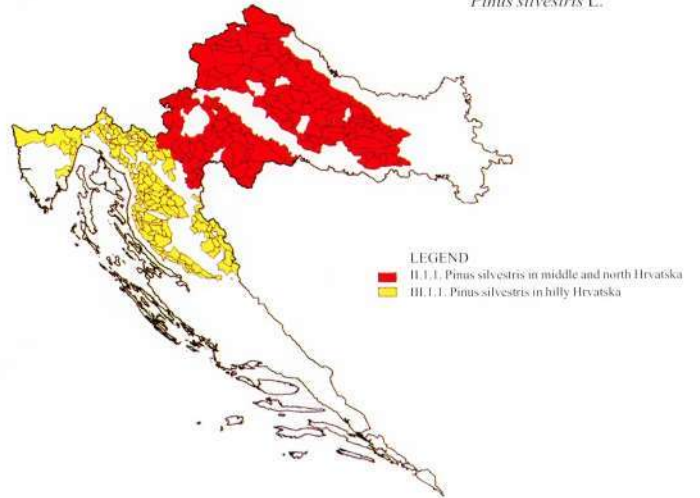 Pinus silvestris L.
LEGEND
II.1.1. Pinus silvestris in middle and north Hrvatska
III.1.1. Pinus silvestris in hilly Hrvatska